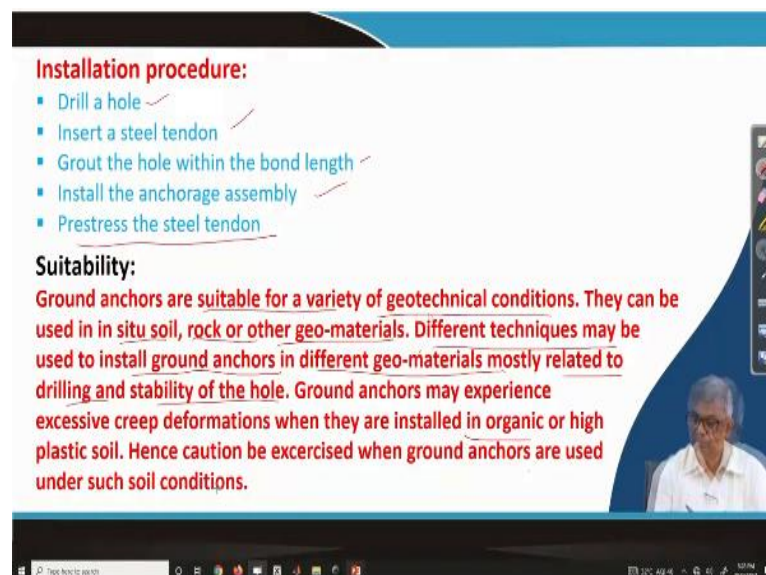 Installation procedure:
▪ Drill a hole
▪ Insert a steel tendon
▪ Grout the hole within the bond length
▪ Install the anchorage assembly
▪ Prestress the steel tendon
Suitability:
Ground anchors are suitable for a variety of geotechnical conditions. They can be
used in in situ soil, rock or other geo-materials. Different techniques may be
used to install ground anchors in different geo-materials mostly related to
drilling and stability of the hole. Ground anchors may experience
excessive creep deformations when they are installed in organic or high
plastic soil. Hence caution be excercised when ground anchors are used
under such soil conditions.
Type here to search